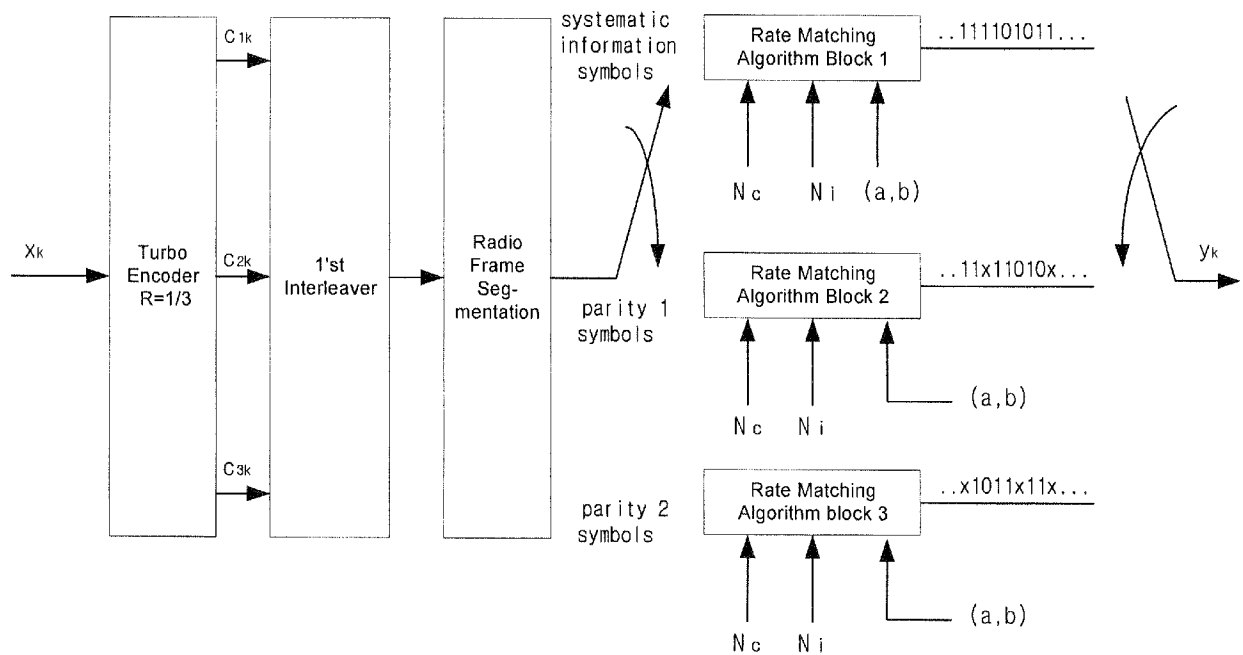 Xk
Turbo
Encoder
R=1/3
C1k
C2k
C3k
1'st
Interleaver
Radio
Frame
Seg-
mentation
systematic
information
symbols
Rate Matching
Algorithm Block 1
..111101011...
Nc Ni (a,b)
parity 1
symbols
Rate Matching
Algorithm Block 2
..11x11010x...
(a,b)
Nc Ni
parity 2
symbols
Rate Matching
Algorithm block 3
..x1011x11x...
(a,b)
Nc Ni
yk